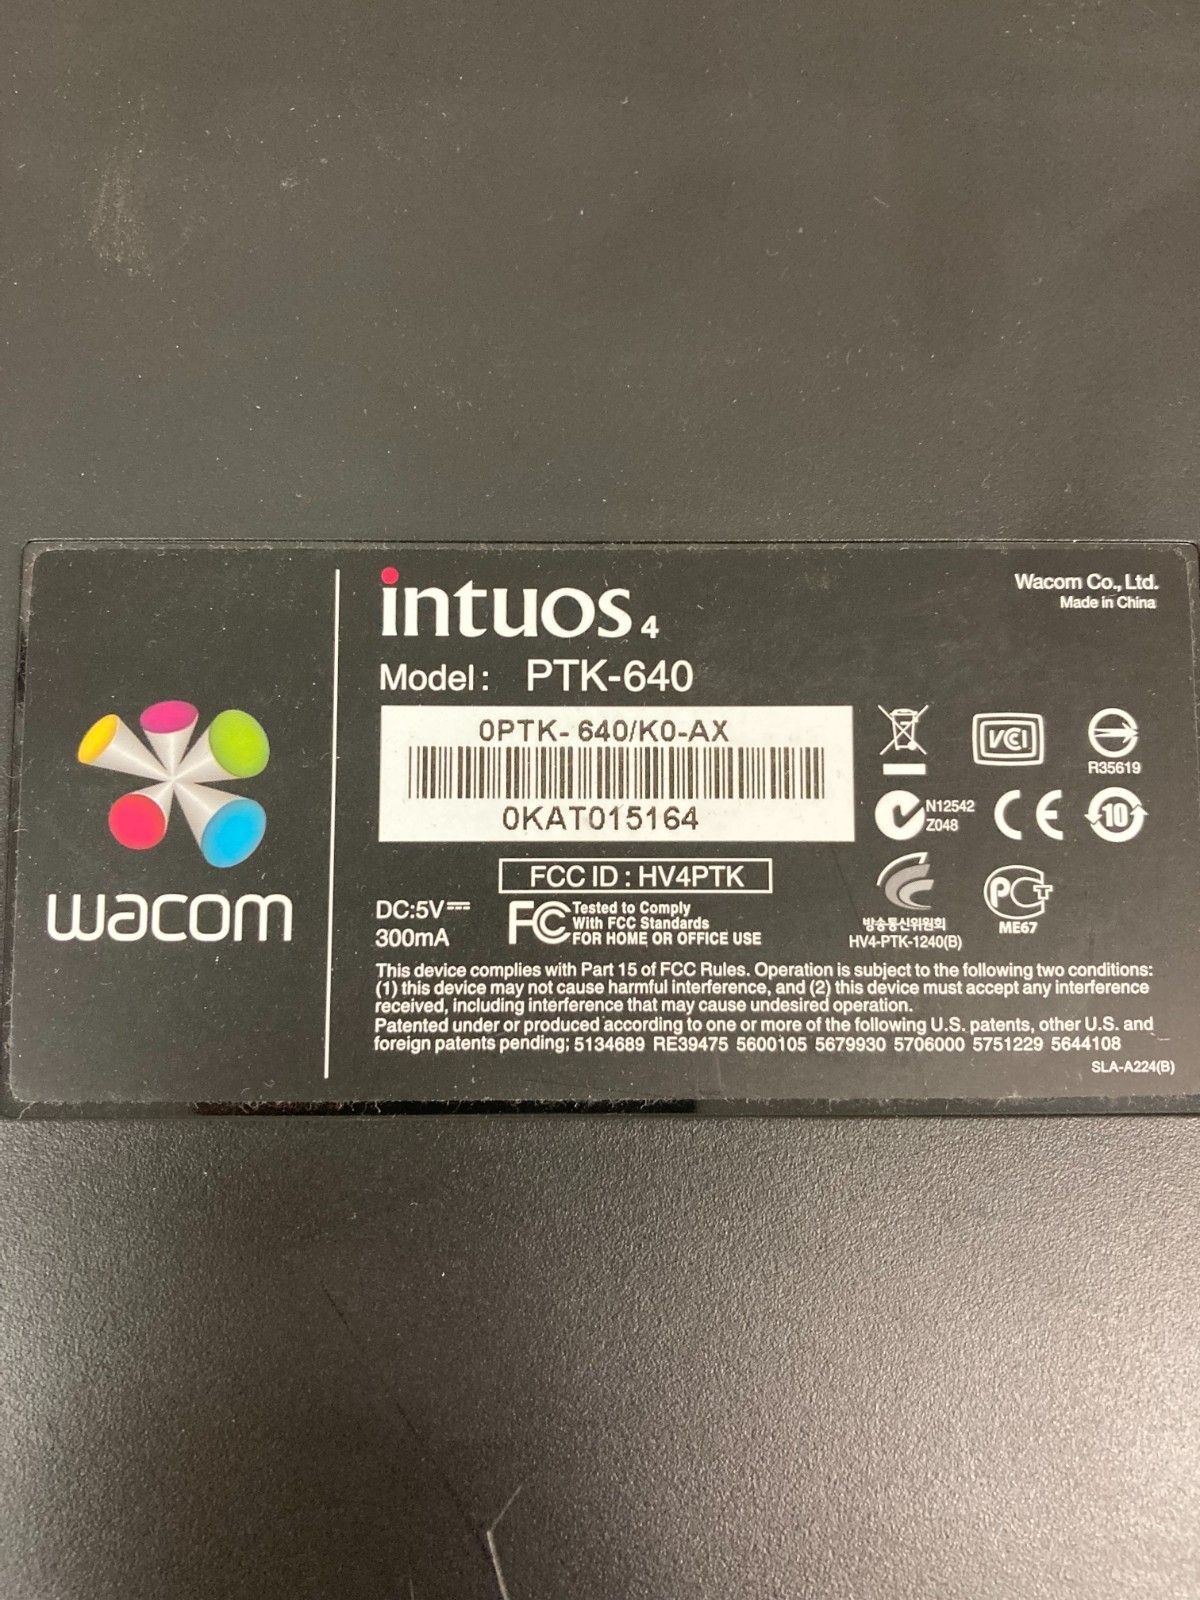 intuos4
Wacom Co., Ltd.
Made in China
Model: PTK-640
0PTK-640/K0-AX
0KAT015164
FCC ID : HV4PTK
DC:5V
300mA
FC Tested to Comply
With FCC Standards
FOR HOME OR OFFICE USE
VCI
R35619
N12542
Z048
CE
10
방송통신위원회
HV4-PTK-1240(B)
PCT
ME67
wacom
This device complies with Part 15 of FCC Rules. Operation is subject to the following two conditions:
(1) this device may not cause harmful interference, and (2) this device must accept any interference
received, including interference that may cause undesired operation.
Patented under or produced according to one or more of the following U.S. patents, other U.S. and
foreign patents pending; 5134689 RE39475 5600105 5679930 5706000 5751229 5644108
SLA-A224(B)